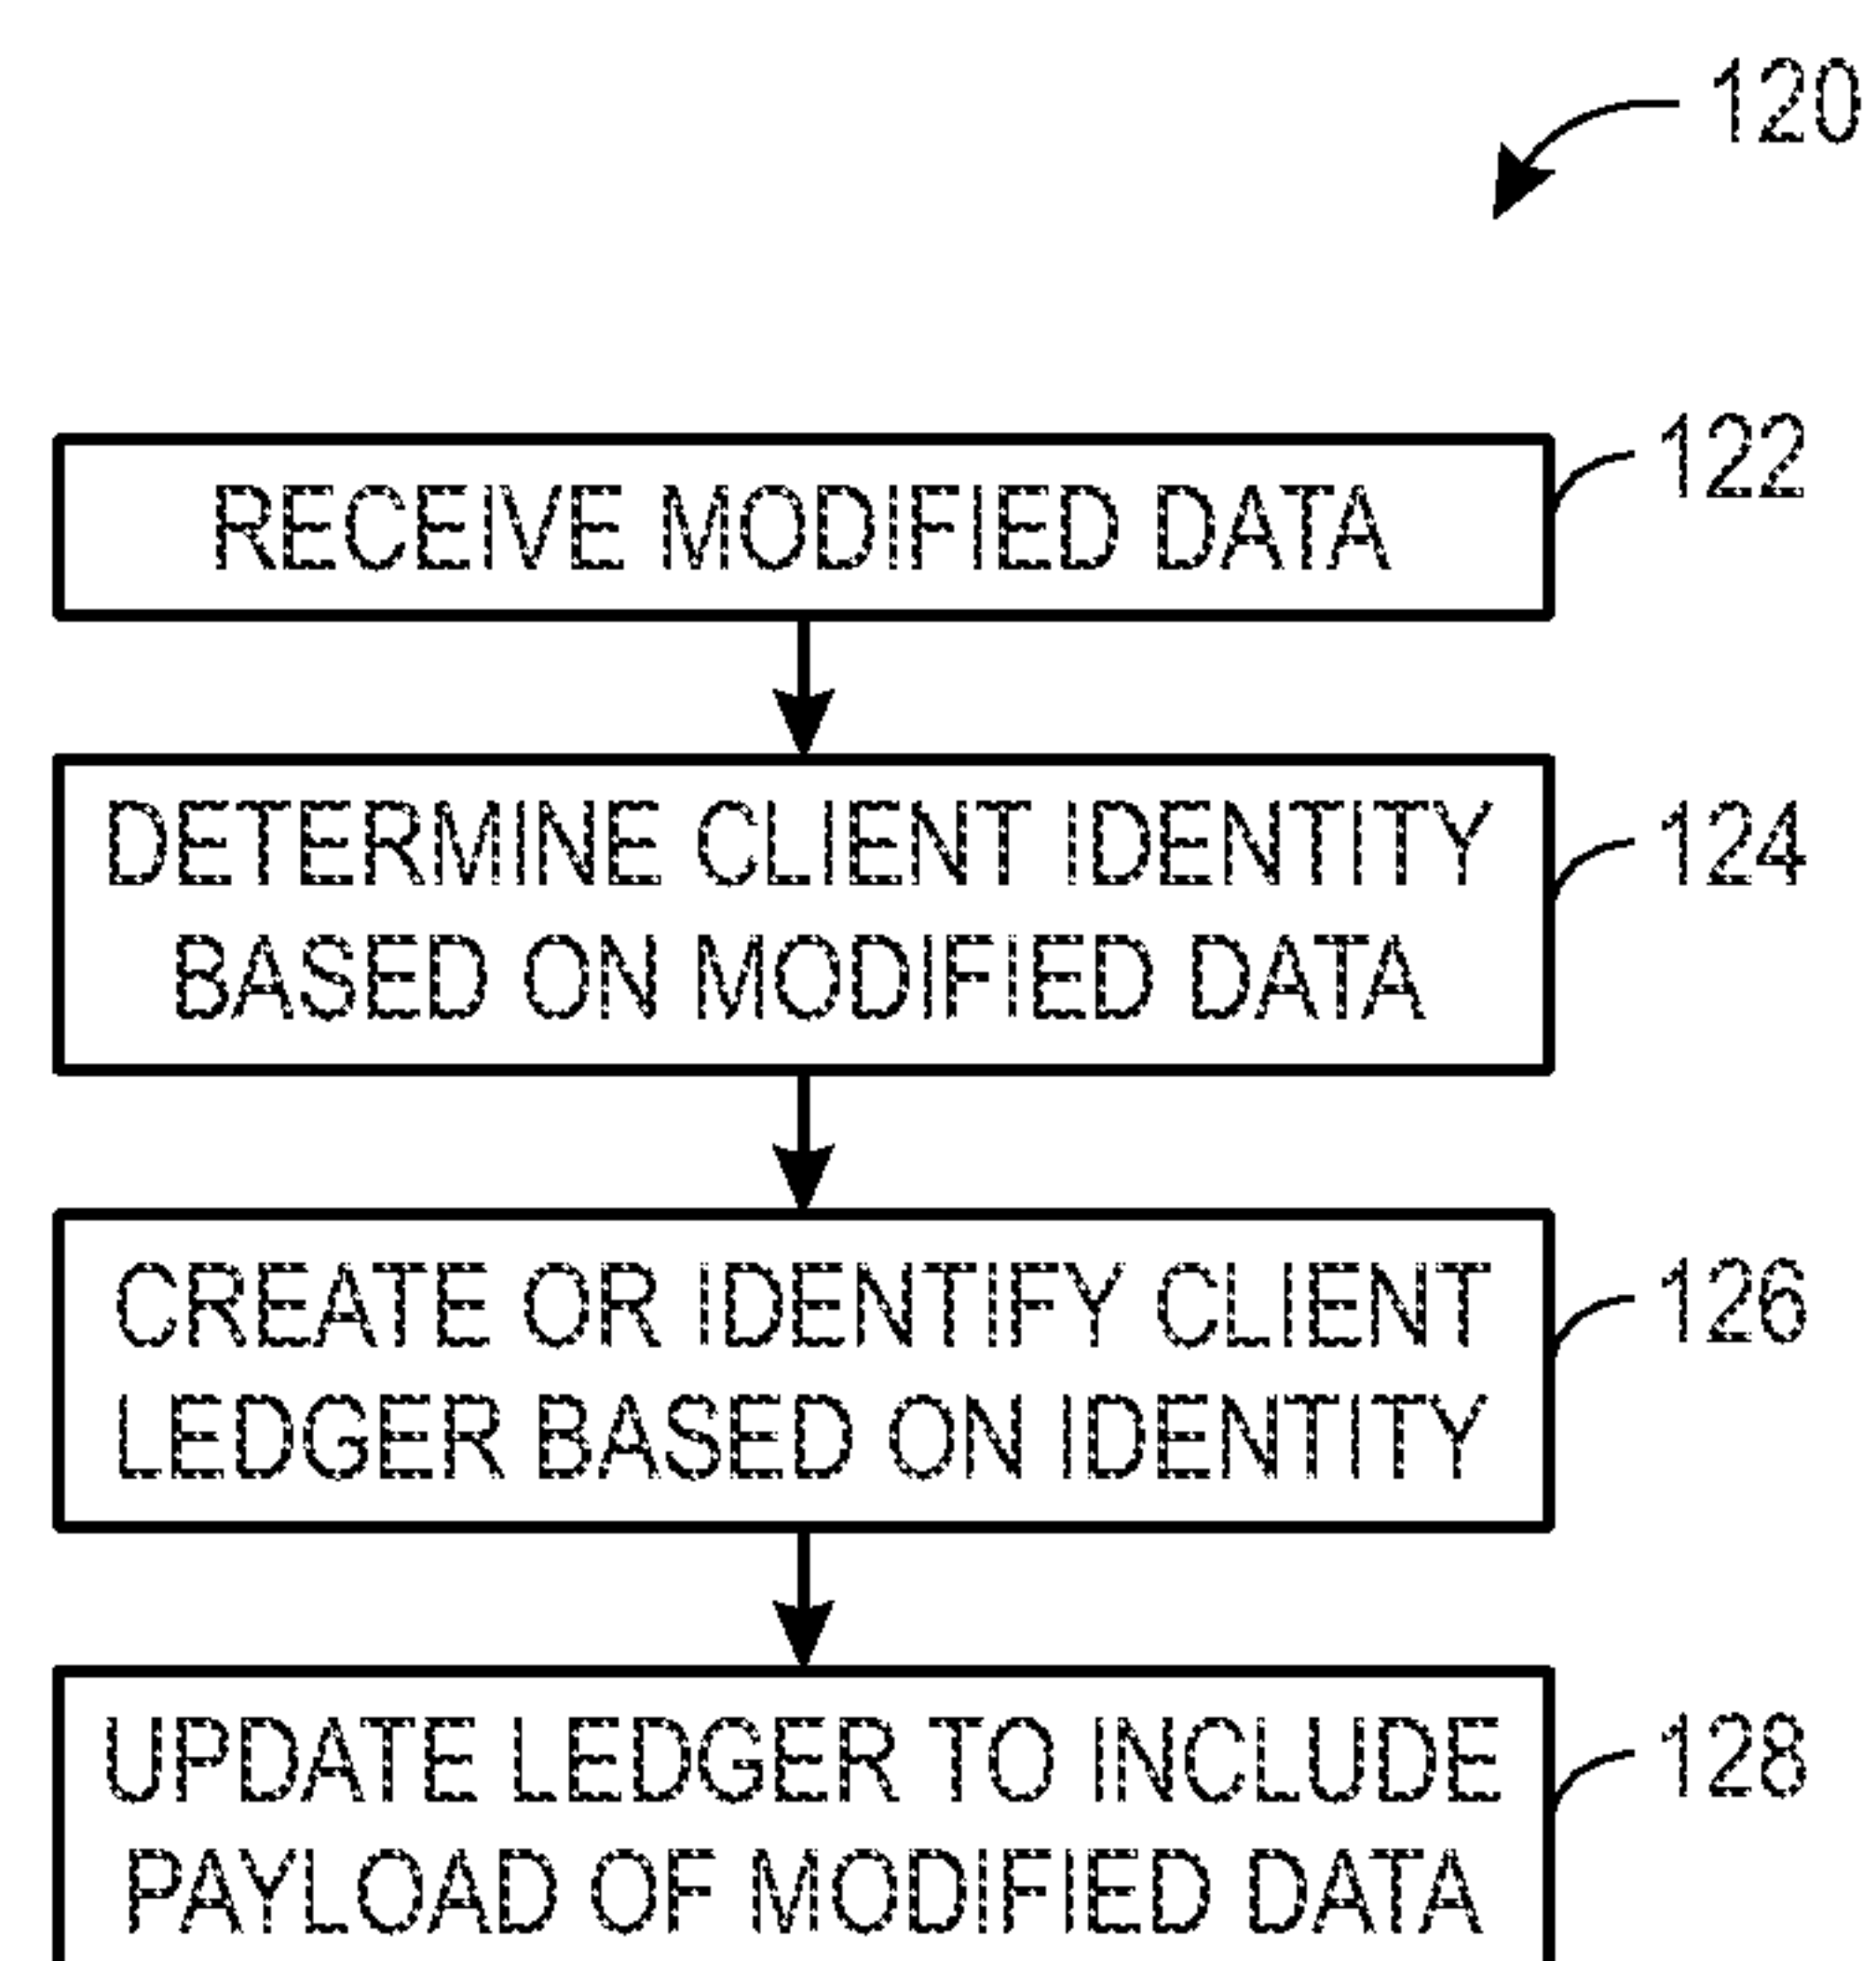 120
RECEIVE MODIFIED DATA
122
DETERMINE CLIENT IDENTITY
BASED ON MODIFIED DATA
124
CREATE OR IDENTIFY CLIENT
LEDGER BASED ON IDENTITY
126
UPDATE LEDGER TO INCLUDE
PAYLOAD OF MODIFIED DATA
128